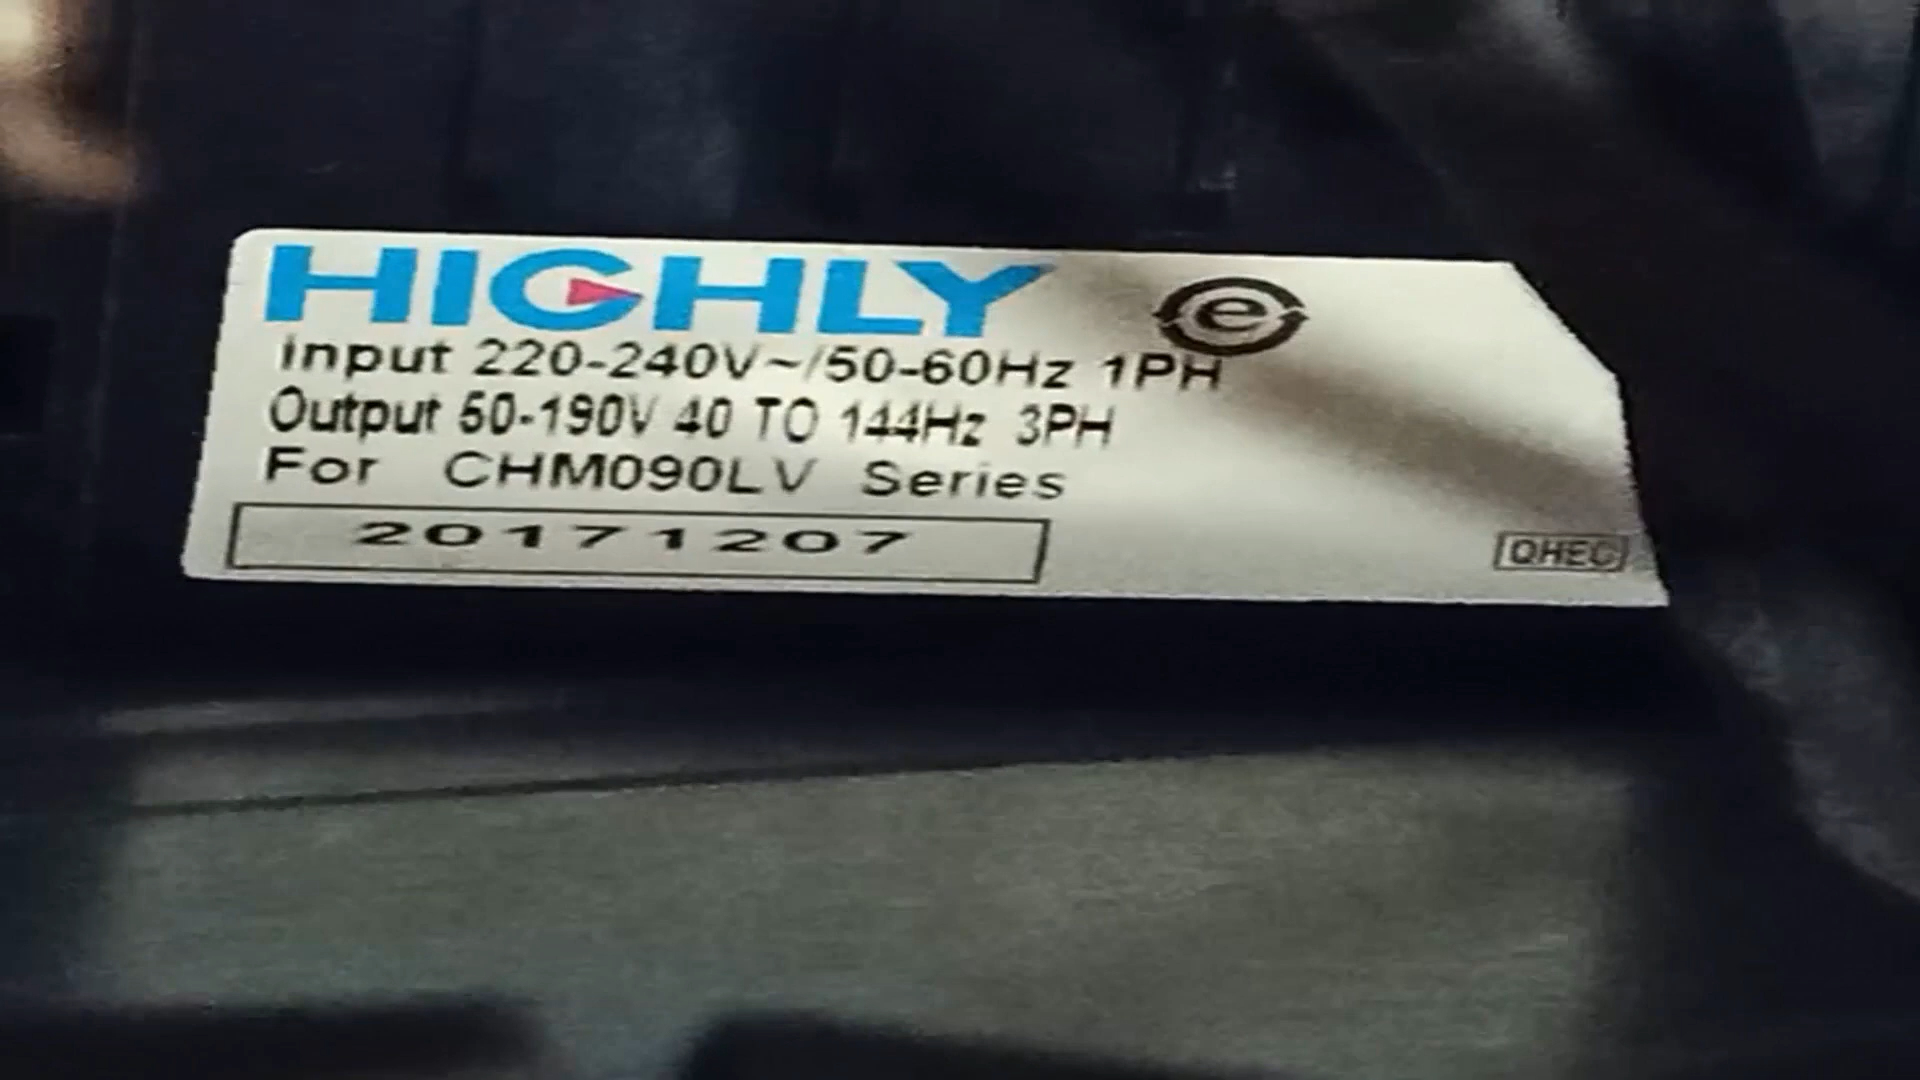 HIGHLY e
Input 220-240V~/50-60Hz 1PH
Output 50-190V 40 TO 144Hz 3PH
For CHM090LV Series
20171207
QHEC